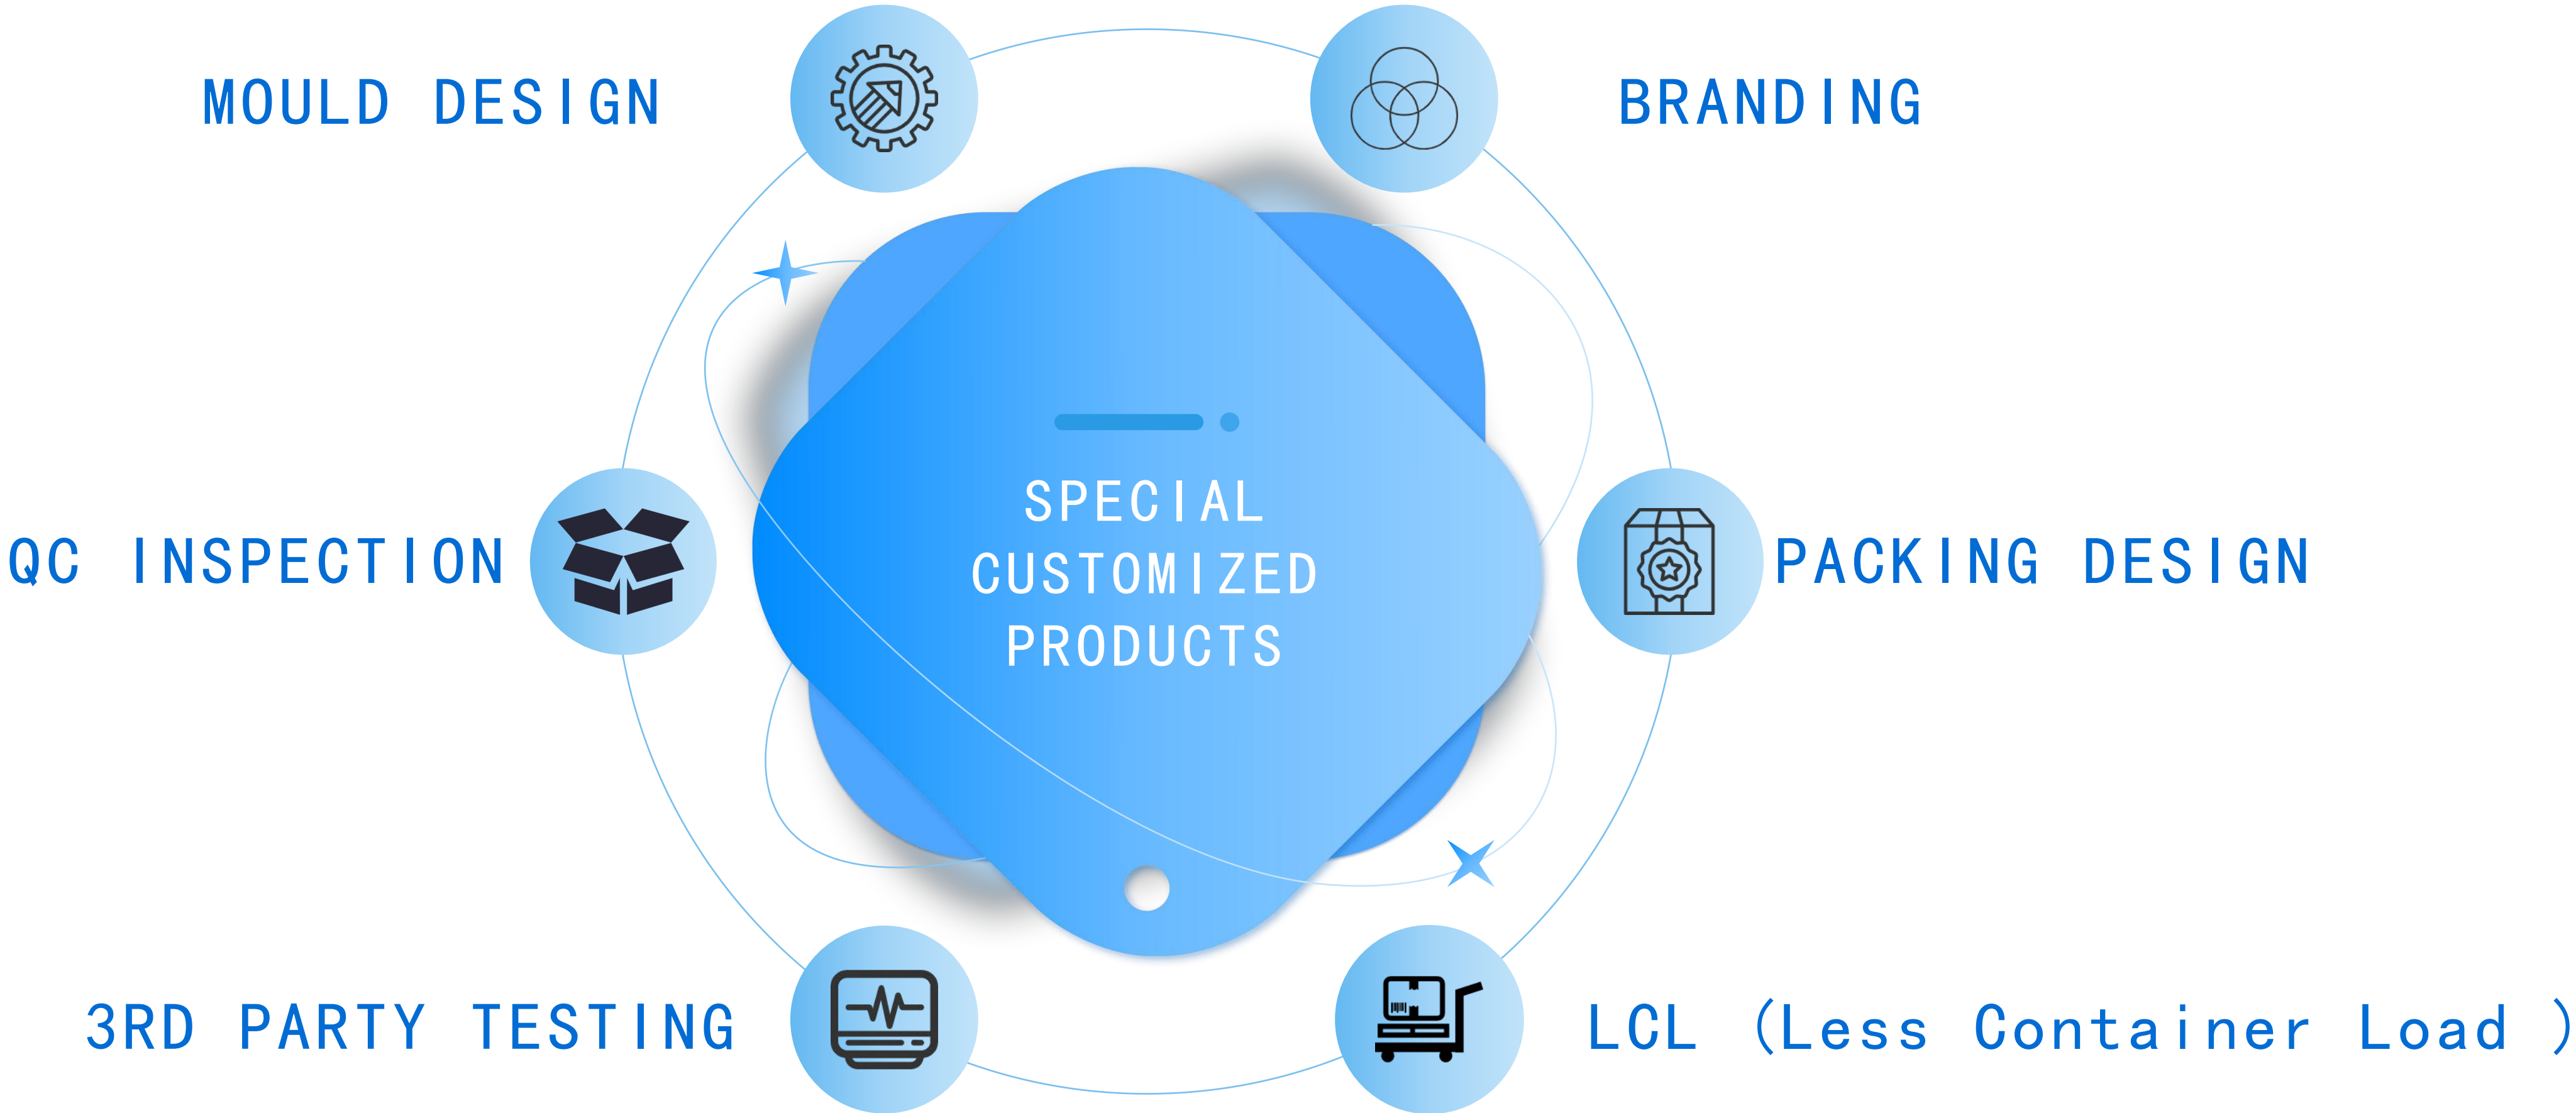 MOULD DESIGN
BRANDING
SPECIAL
CUSTOMIZED
PRODUCTS
QC INSPECTION
PACKING DESIGN
3RD PARTY TESTING
LCL (Less Container Load )